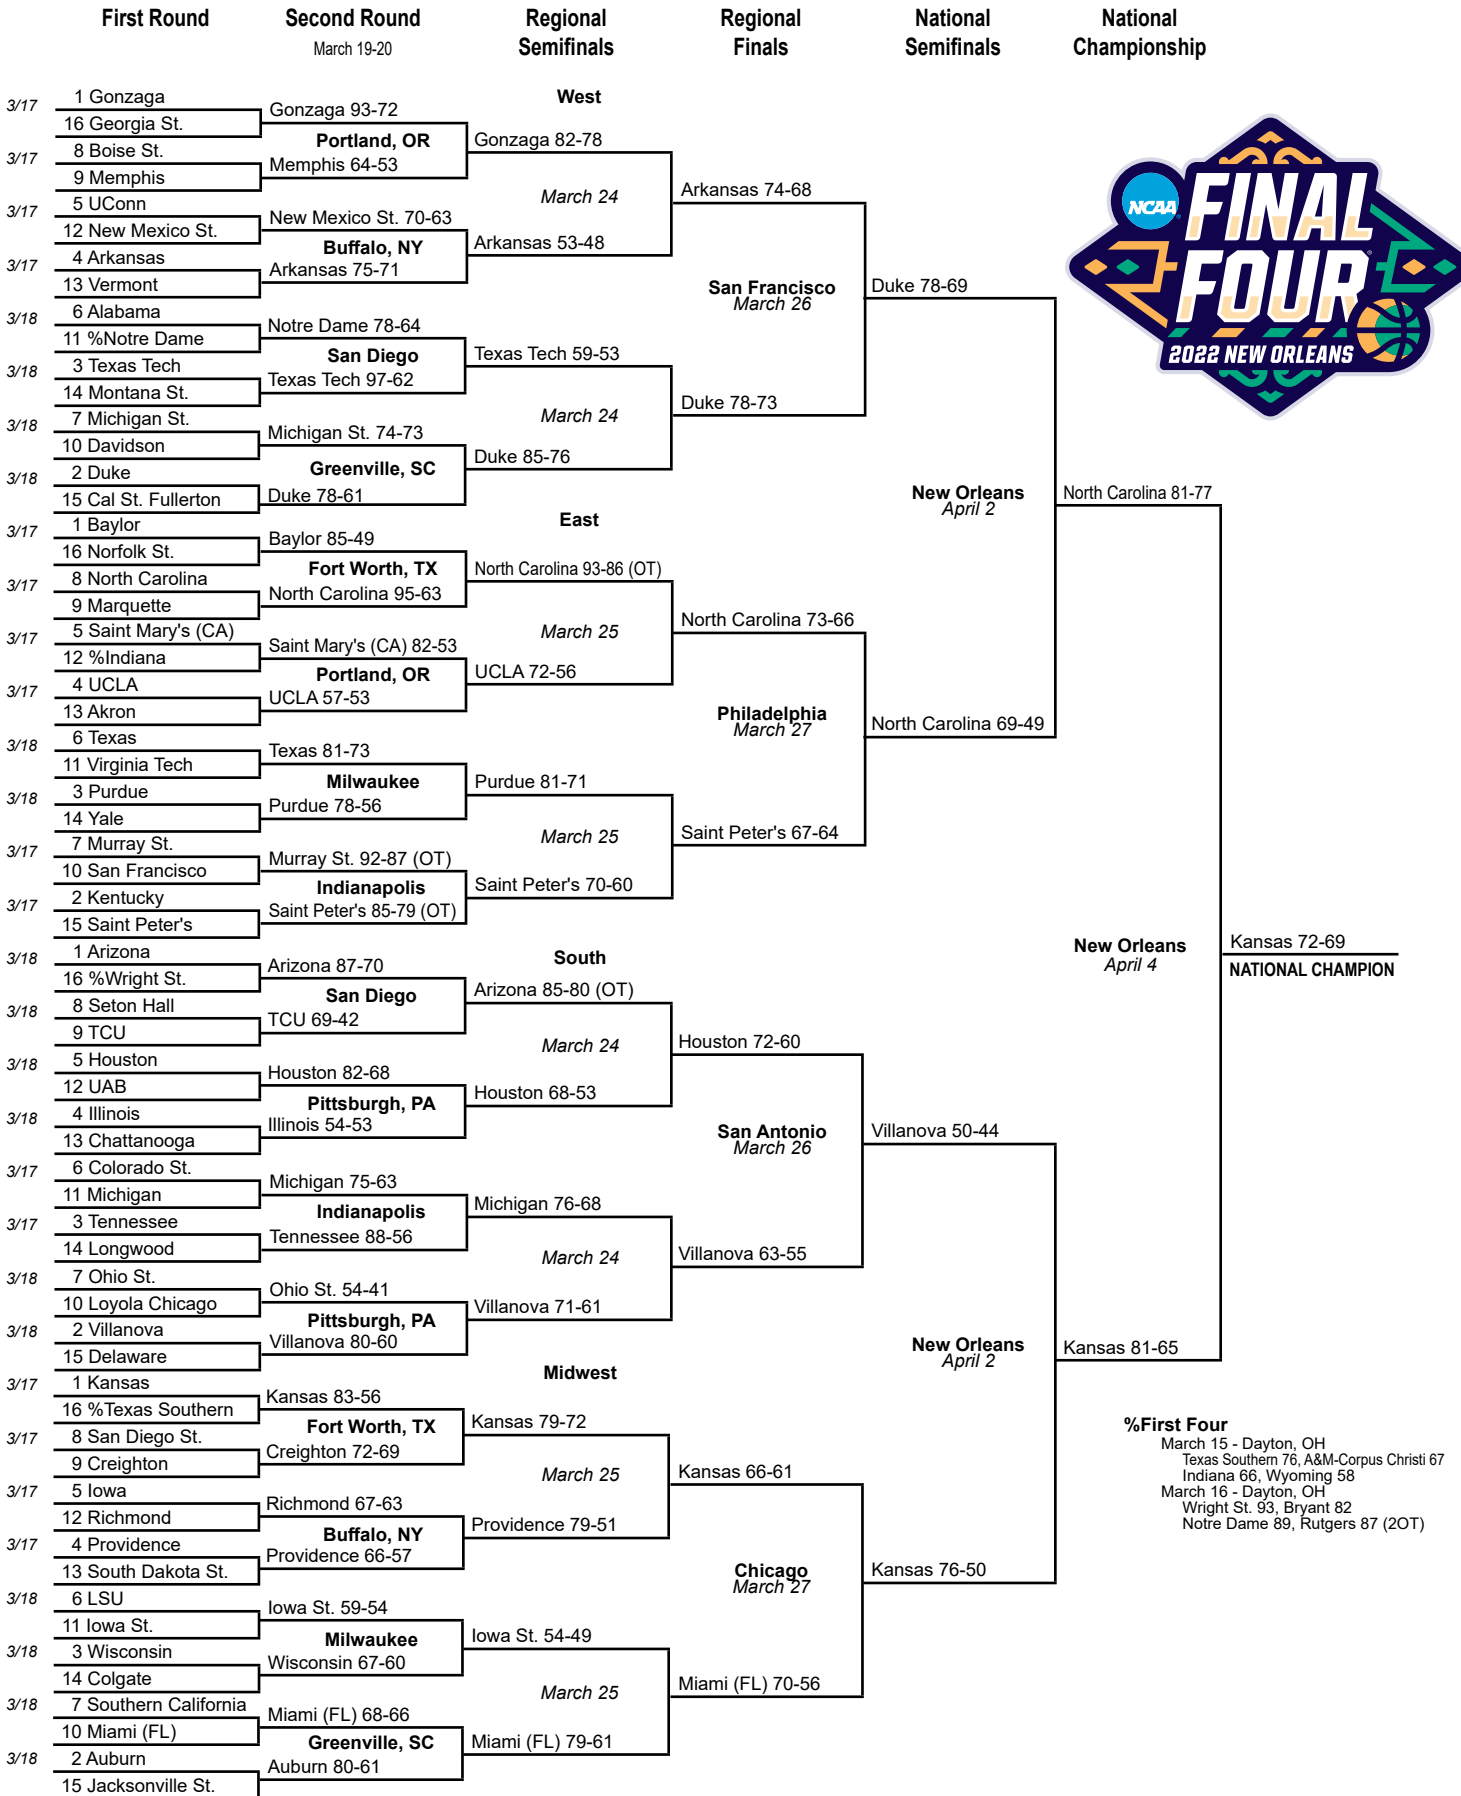 First Round
Second Round
March 19-20
Regional
Semifinals
Regional
Finals
National
Semifinals
National
Championship
West
3/17
1 Gonzaga
16 Georgia St.
3/17
8 Boise St.
9 Memphis
3/17
5 UConn
12 New Mexico St.
3/17
4 Arkansas
13 Vermont
3/18
6 Alabama
11 %Notre Dame
3/18
3 Texas Tech
14 Montana St.
3/18
7 Michigan St.
10 Davidson
3/18
2 Duke
15 Cal St. Fullerton
Gonzaga 93-72
Portland, OR
Memphis 64-53
New Mexico St. 70-63
Buffalo, NY
Arkansas 75-71
Notre Dame 78-64
San Diego
Texas Tech 97-62
Michigan St. 74-73
Greenville, SC
Duke 78-61
Gonzaga 82-78
March 24
Arkansas 53-48
Texas Tech 59-53
March 24
Duke 85-76
Arkansas 74-68
San Francisco
March 26
Duke 78-73
Duke 78-69
East
3/17
1 Baylor
16 Norfolk St.
3/17
8 North Carolina
9 Marquette
3/17
5 Saint Mary's (CA)
12 %Indiana
3/17
4 UCLA
13 Akron
3/18
6 Texas
11 Virginia Tech
3/18
3 Purdue
14 Yale
3/17
7 Murray St.
10 San Francisco
3/17
2 Kentucky
15 Saint Peter's
Baylor 85-49
Fort Worth, TX
North Carolina 95-63
Saint Mary's (CA) 82-53
Portland, OR
UCLA 57-53
Texas 81-73
Milwaukee
Purdue 78-56
Murray St. 92-87 (OT)
Indianapolis
Saint Peter's 85-79 (OT)
North Carolina 93-86 (OT)
March 25
UCLA 72-56
Purdue 81-71
March 25
Saint Peter's 70-60
North Carolina 73-66
Philadelphia
March 27
Saint Peter's 67-64
North Carolina 69-49
New Orleans
April 2
North Carolina 81-77
South
3/18
1 Arizona
16 %Wright St.
3/18
8 Seton Hall
9 TCU
3/18
5 Houston
12 UAB
3/18
4 Illinois
13 Chattanooga
3/17
6 Colorado St.
11 Michigan
3/17
3 Tennessee
14 Longwood
3/18
7 Ohio St.
10 Loyola Chicago
3/18
2 Villanova
15 Delaware
Arizona 87-70
San Diego
TCU 69-42
Houston 82-68
Pittsburgh, PA
Illinois 54-53
Michigan 75-63
Indianapolis
Tennessee 88-56
Ohio St. 54-41
Pittsburgh, PA
Villanova 80-60
Arizona 85-80 (OT)
March 24
Houston 68-53
Michigan 76-68
March 24
Villanova 71-61
Houston 72-60
San Antonio
March 26
Villanova 63-55
Villanova 50-44
Midwest
3/17
1 Kansas
16 %Texas Southern
3/17
8 San Diego St.
9 Creighton
3/17
5 Iowa
12 Richmond
3/17
4 Providence
13 South Dakota St.
3/18
6 LSU
11 Iowa St.
3/18
3 Wisconsin
14 Colgate
3/18
7 Southern California
10 Miami (FL)
3/18
2 Auburn
15 Jacksonville St.
Kansas 83-56
Fort Worth, TX
Creighton 72-69
Richmond 67-63
Buffalo, NY
Providence 66-57
Iowa St. 59-54
Milwaukee
Wisconsin 67-60
Miami (FL) 68-66
Greenville, SC
Auburn 80-61
Kansas 79-72
March 25
Providence 79-51
Iowa St. 54-49
March 25
Miami (FL) 79-61
Kansas 66-61
Chicago
March 27
Miami (FL) 70-56
Kansas 76-50
New Orleans
April 2
Kansas 81-65
New Orleans
April 4
Kansas 72-69
NATIONAL CHAMPION
NCAA
FINAL
FOUR
2022 NEW ORLEANS
%First Four
March 15 - Dayton, OH
Texas Southern 76, A&M-Corpus Christi 67
Indiana 66, Wyoming 58
March 16 - Dayton, OH
Wright St. 93, Bryant 82
Notre Dame 89, Rutgers 87 (2OT)